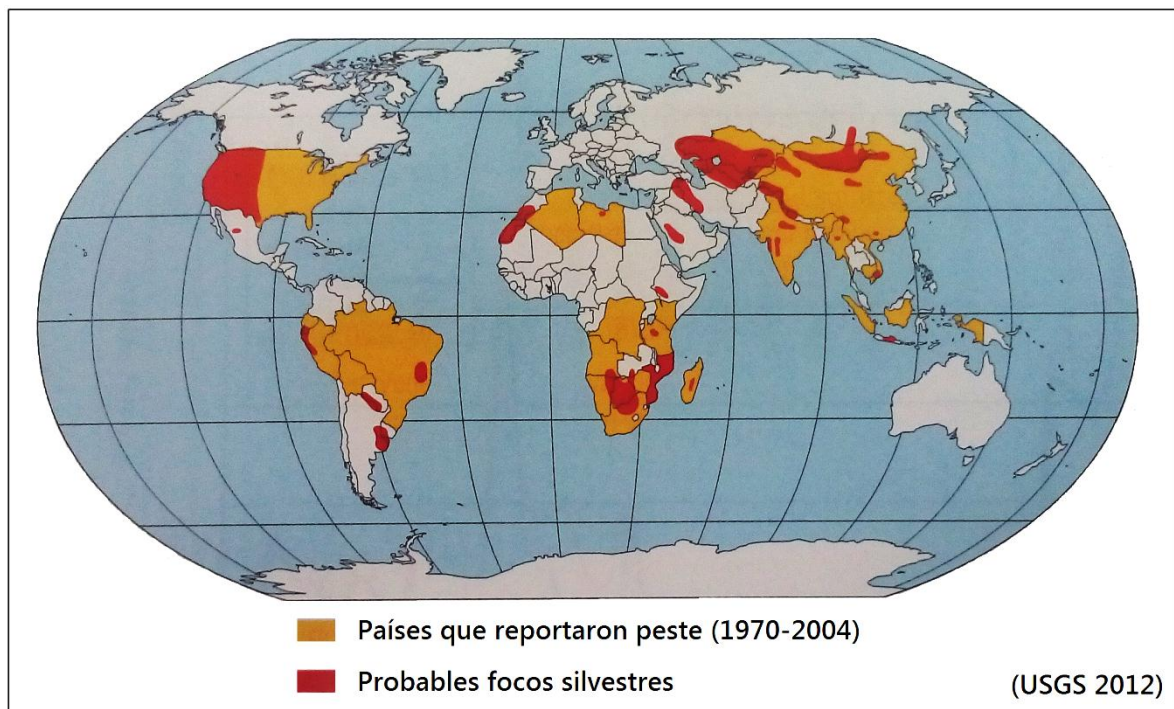 Países que reportaron peste (1970-2004)
Probables focos silvestres
(USGS 2012)